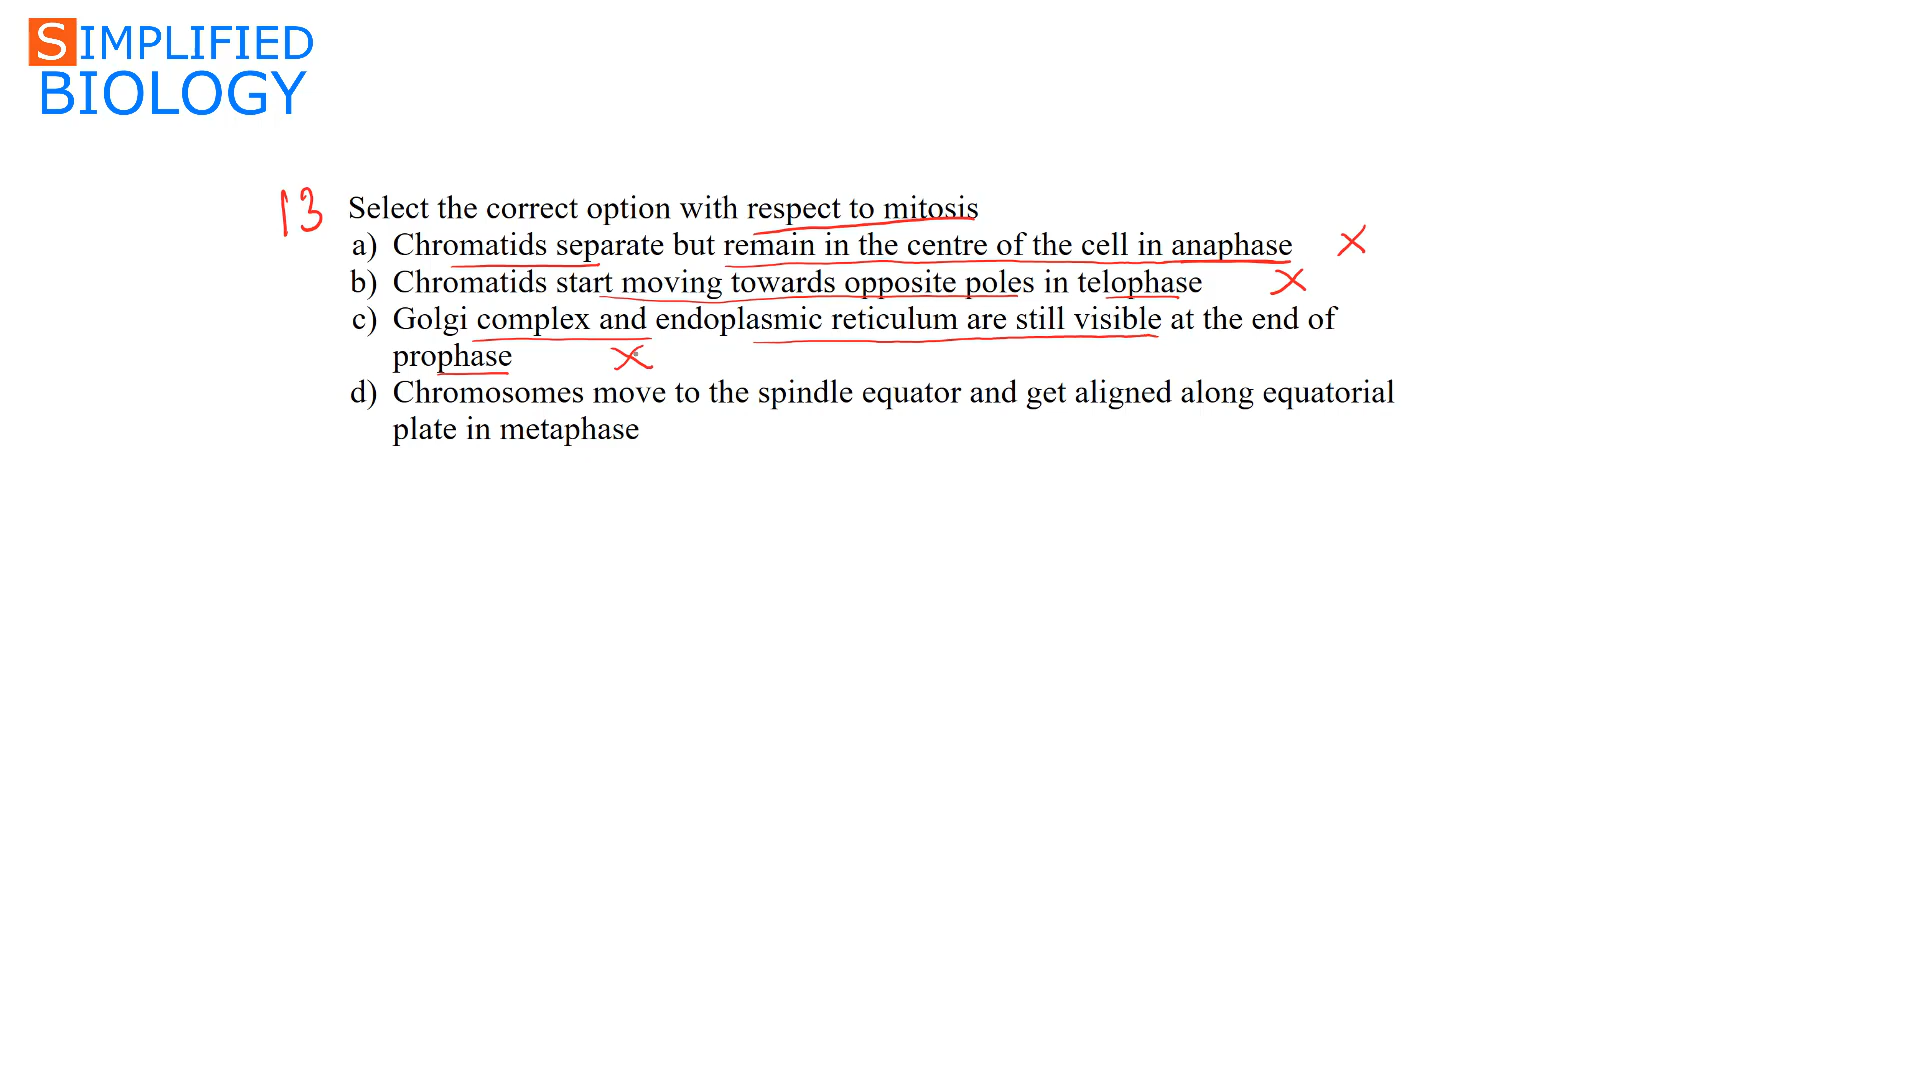 SIMPLIFIED
BIOLOGY
13 Select the correct option with respect to mitosis
a) Chromatids separate but remain in the centre of the cell in anaphase X
b) Chromatids start moving towards opposite poles in telophase X
c) Golgi complex and endoplasmic reticulum are still visible at the end of
prophase X
d) Chromosomes move to the spindle equator and get aligned along equatorial
plate in metaphase